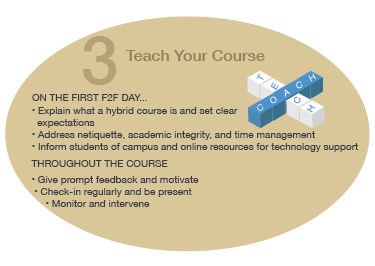 3 Teach Your Course
TEACH
COACH
ON THE FIRST F2F DAY...
• Explain what a hybrid course is and set clear
expectations
• Address netiquette, academic integrity, and time management
• Inform students of campus and online resources for technology support
THROUGHOUT THE COURSE
• Give prompt feedback and motivate
• Check-in regularly and be present
• Monitor and intervene